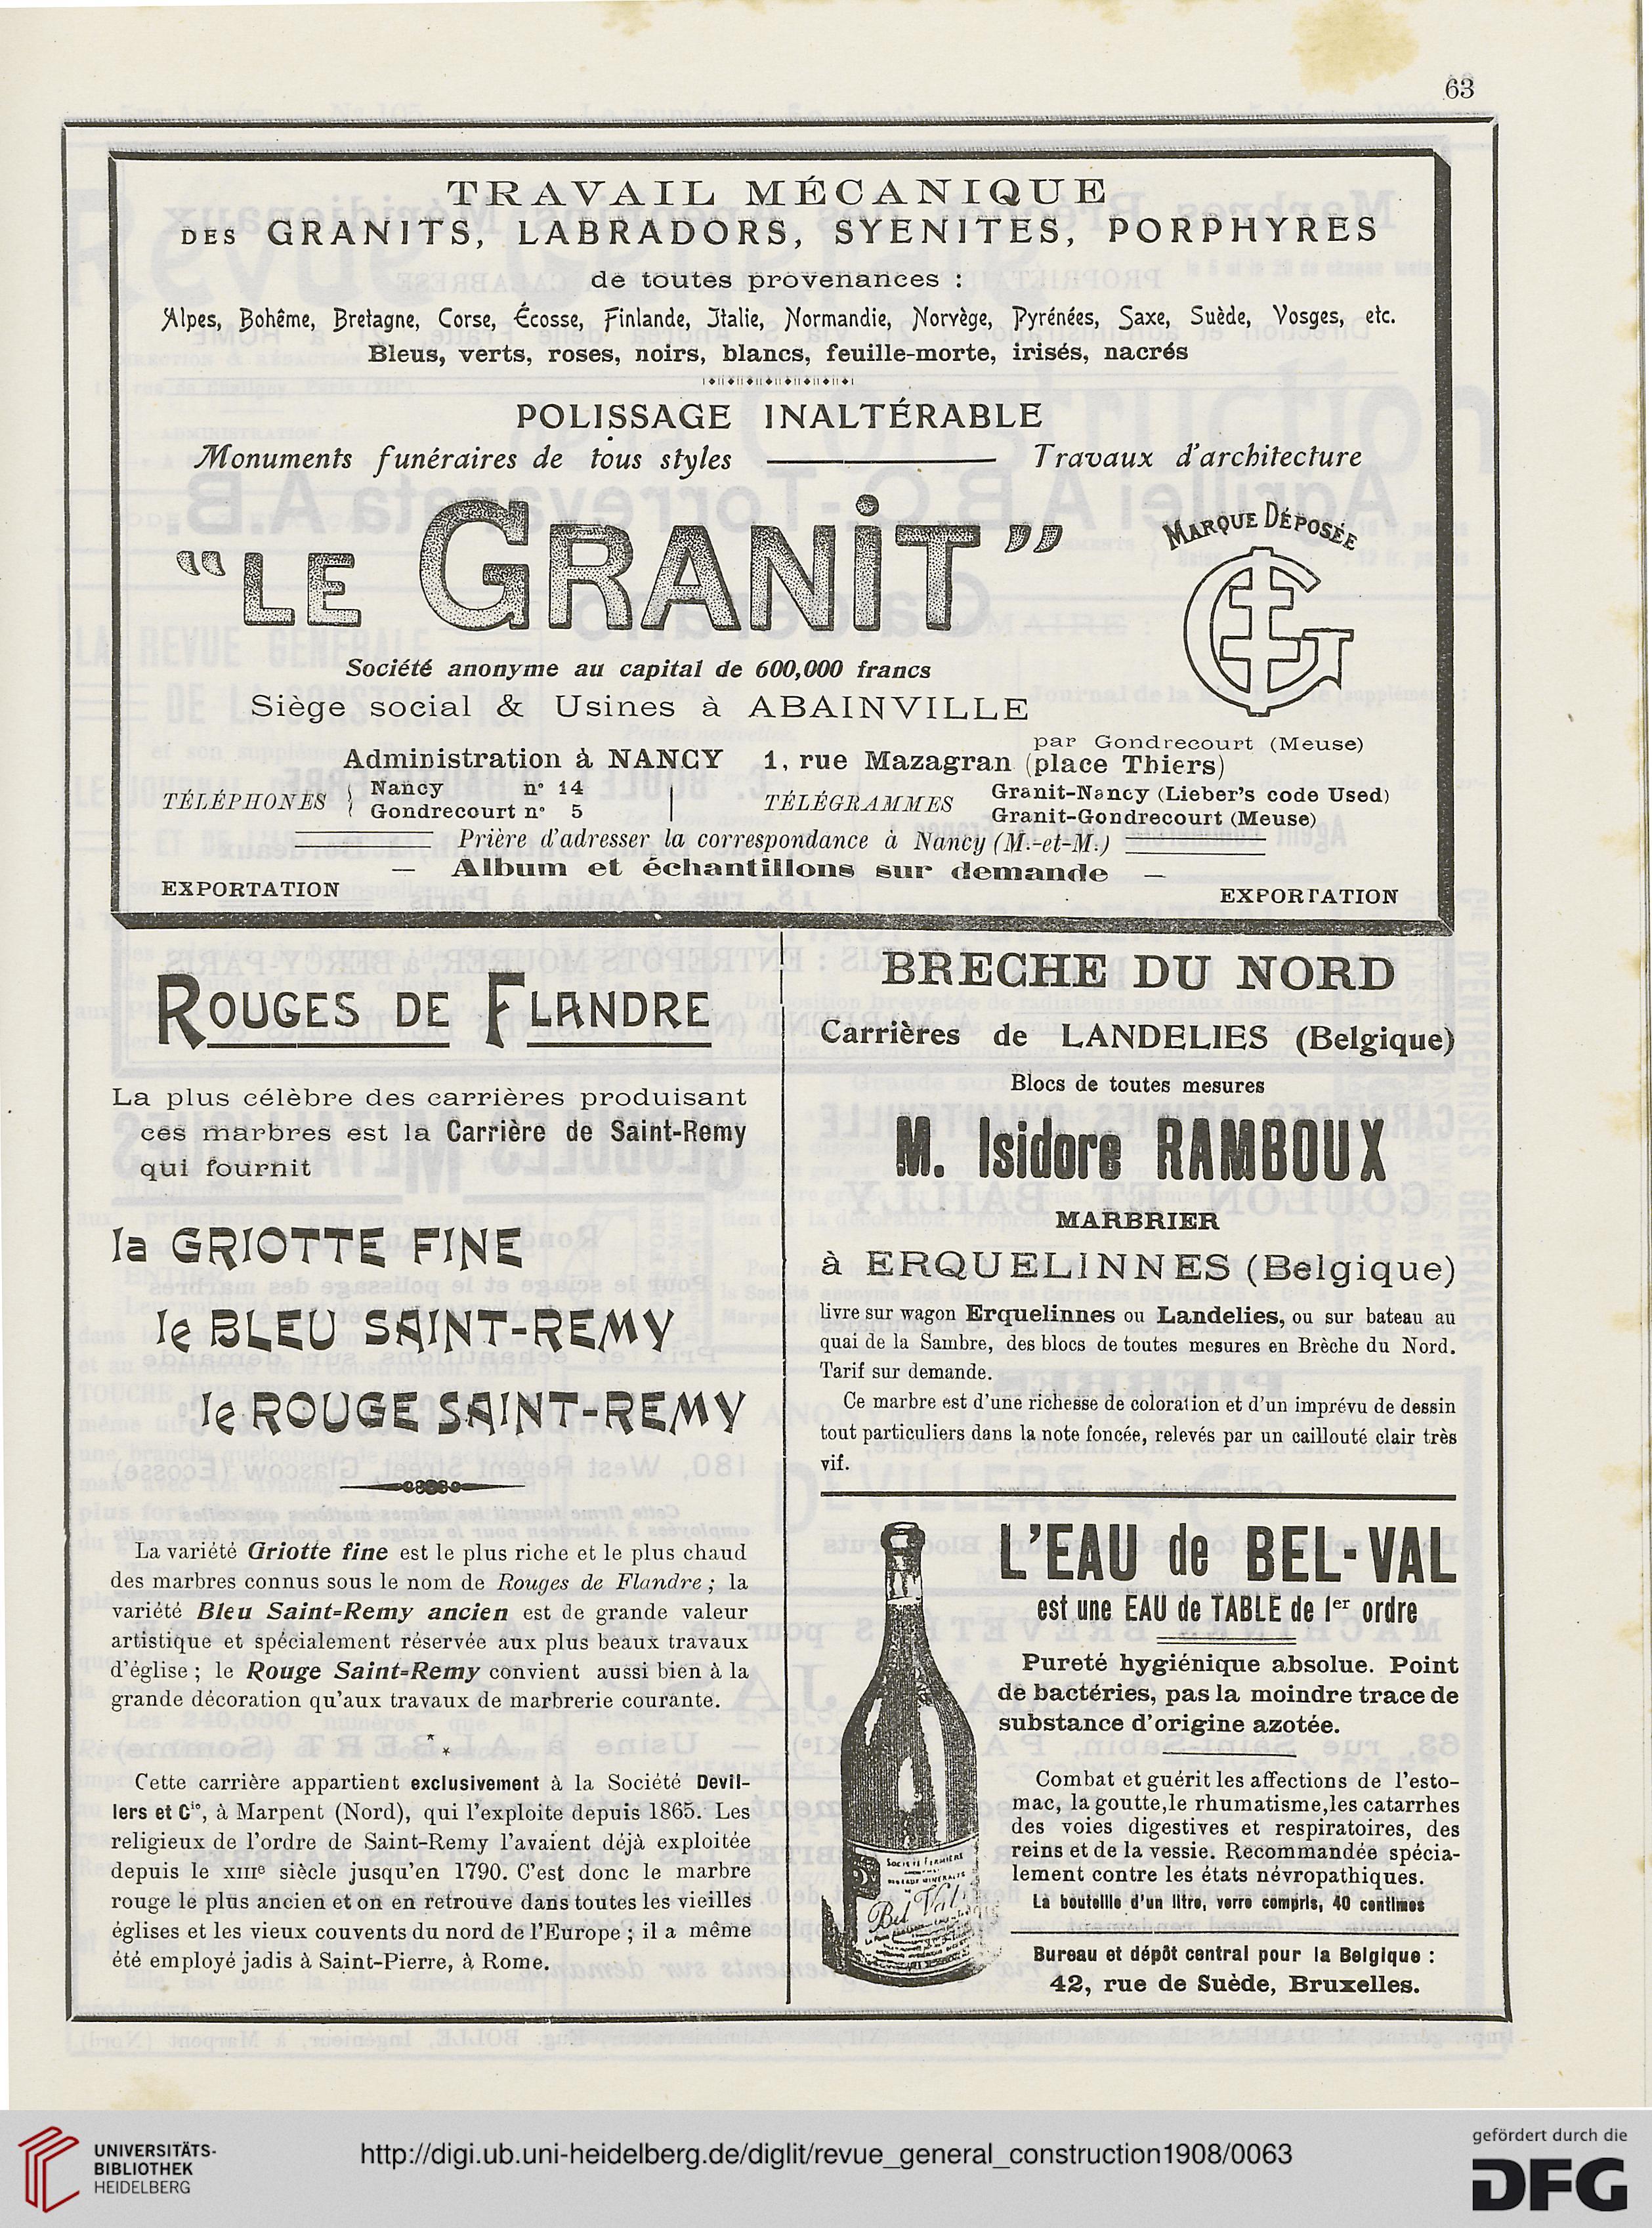 63
TRAVAIL MÉCANIQUE
DES GRANITS, LABRADORS, SYENITES, PORPHYRES
de toutes provenances :
Alpes, Bohême, Bretagne, Corse, Écosse, Finlande, Italie, Normandie, Norvège, Pyrénées, Saxe, Suède, Vosges, etc.
Bleus, verts, roses, noirs, blancs, feuille-morte, irisés, nacrés
POLISSAGE INALTÉRABLE
Monuments funéraires de tous styles ——— Travaux d'architecture
“LE GRANIT”
MARQUE DÉPOSÉE
Société anonyme au capital de 600,000 francs
Siège social & Usines à ABAINVILLE
par Gondrecourt (Meuse)
Administration à NANCY 1, rue Mazagran (place Thiers)
TÉLÉPHONES { Nancy n° 14
Gondrecourt n° 5
TÉLÉGRAMMES Granit-Nancy (Lieber's code Used)
Granit-Gondrecourt (Meuse)
Prière d'adresser la correspondance à Nancy (M.-et-M.)
— Album et échantillons sur demande —
EXPORTATION EXPORTATION
ROUGES DE FLANDRE
La plus célèbre des carrières produisant
ces marbres est la Carrière de Saint-Remy
qui fournit
la GRIOTTE FINE
le BLEU SAINT-REMY
le ROUGE SAINT-REMY
La variété Griotte fine est le plus riche et le plus chaud
des marbres connus sous le nom de Rouges de Flandre ; la
variété Bleu Saint-Remy ancien est de grande valeur
artistique et spécialement réservée aux plus beaux travaux
d'église ; le Rouge Saint-Remy convient aussi bien à la
grande décoration qu'aux travaux de marbrerie courante.
* *
Cette carrière appartient exclusivement à la Société Devil-
lers et Cie, à Marpent (Nord), qui l'exploite depuis 1865. Les
religieux de l'ordre de Saint-Remy l'avaient déjà exploitée
depuis le XIIIe siècle jusqu'en 1790. C'est donc le marbre
rouge le plus ancien et on en retrouve dans toutes les vieilles
églises et les vieux couvents du nord de l'Europe ; il a même
été employé jadis à Saint-Pierre, à Rome.
BRECHE DU NORD
Carrières de LANDELIES (Belgique)
Blocs de toutes mesures
M. Isidore RAMBOUX
MARBRIER
à ERQUELINNES (Belgique)
livre sur wagon Erquelinnes ou Landelies, ou sur bateau au
quai de la Sambre, des blocs de toutes mesures en Brèche du Nord.
Tarif sur demande.
Ce marbre est d'une richesse de coloration et d'un imprévu de dessin
tout particuliers dans la note foncée, relevés par un caillouté clair très
vif.
L'EAU de BEL-VAL
est une EAU de TABLE de 1er ordre
Pureté hygiénique absolue. Point
de bactéries, pas la moindre trace de
substance d'origine azotée.
Combat et guérit les affections de l'esto-
mac, la goutte, le rhumatisme, les catarrhes
des voies digestives et respiratoires, des
reins et de la vessie. Recommandée spécia-
lement contre les états névropathiques.
La bouteille d'un litre, verre compris, 40 centimes
Bureau et dépôt central pour la Belgique :
42, rue de Suède, Bruxelles.
SOCIÉTÉ FERMIÈRE
Bel Val
UNIVERSITÄTS-
BIBLIOTHEK
HEIDELBERG
http://digi.ub.uni-heidelberg.de/diglit/revue_general_construction1908/0063
gefördert durch die
DFG